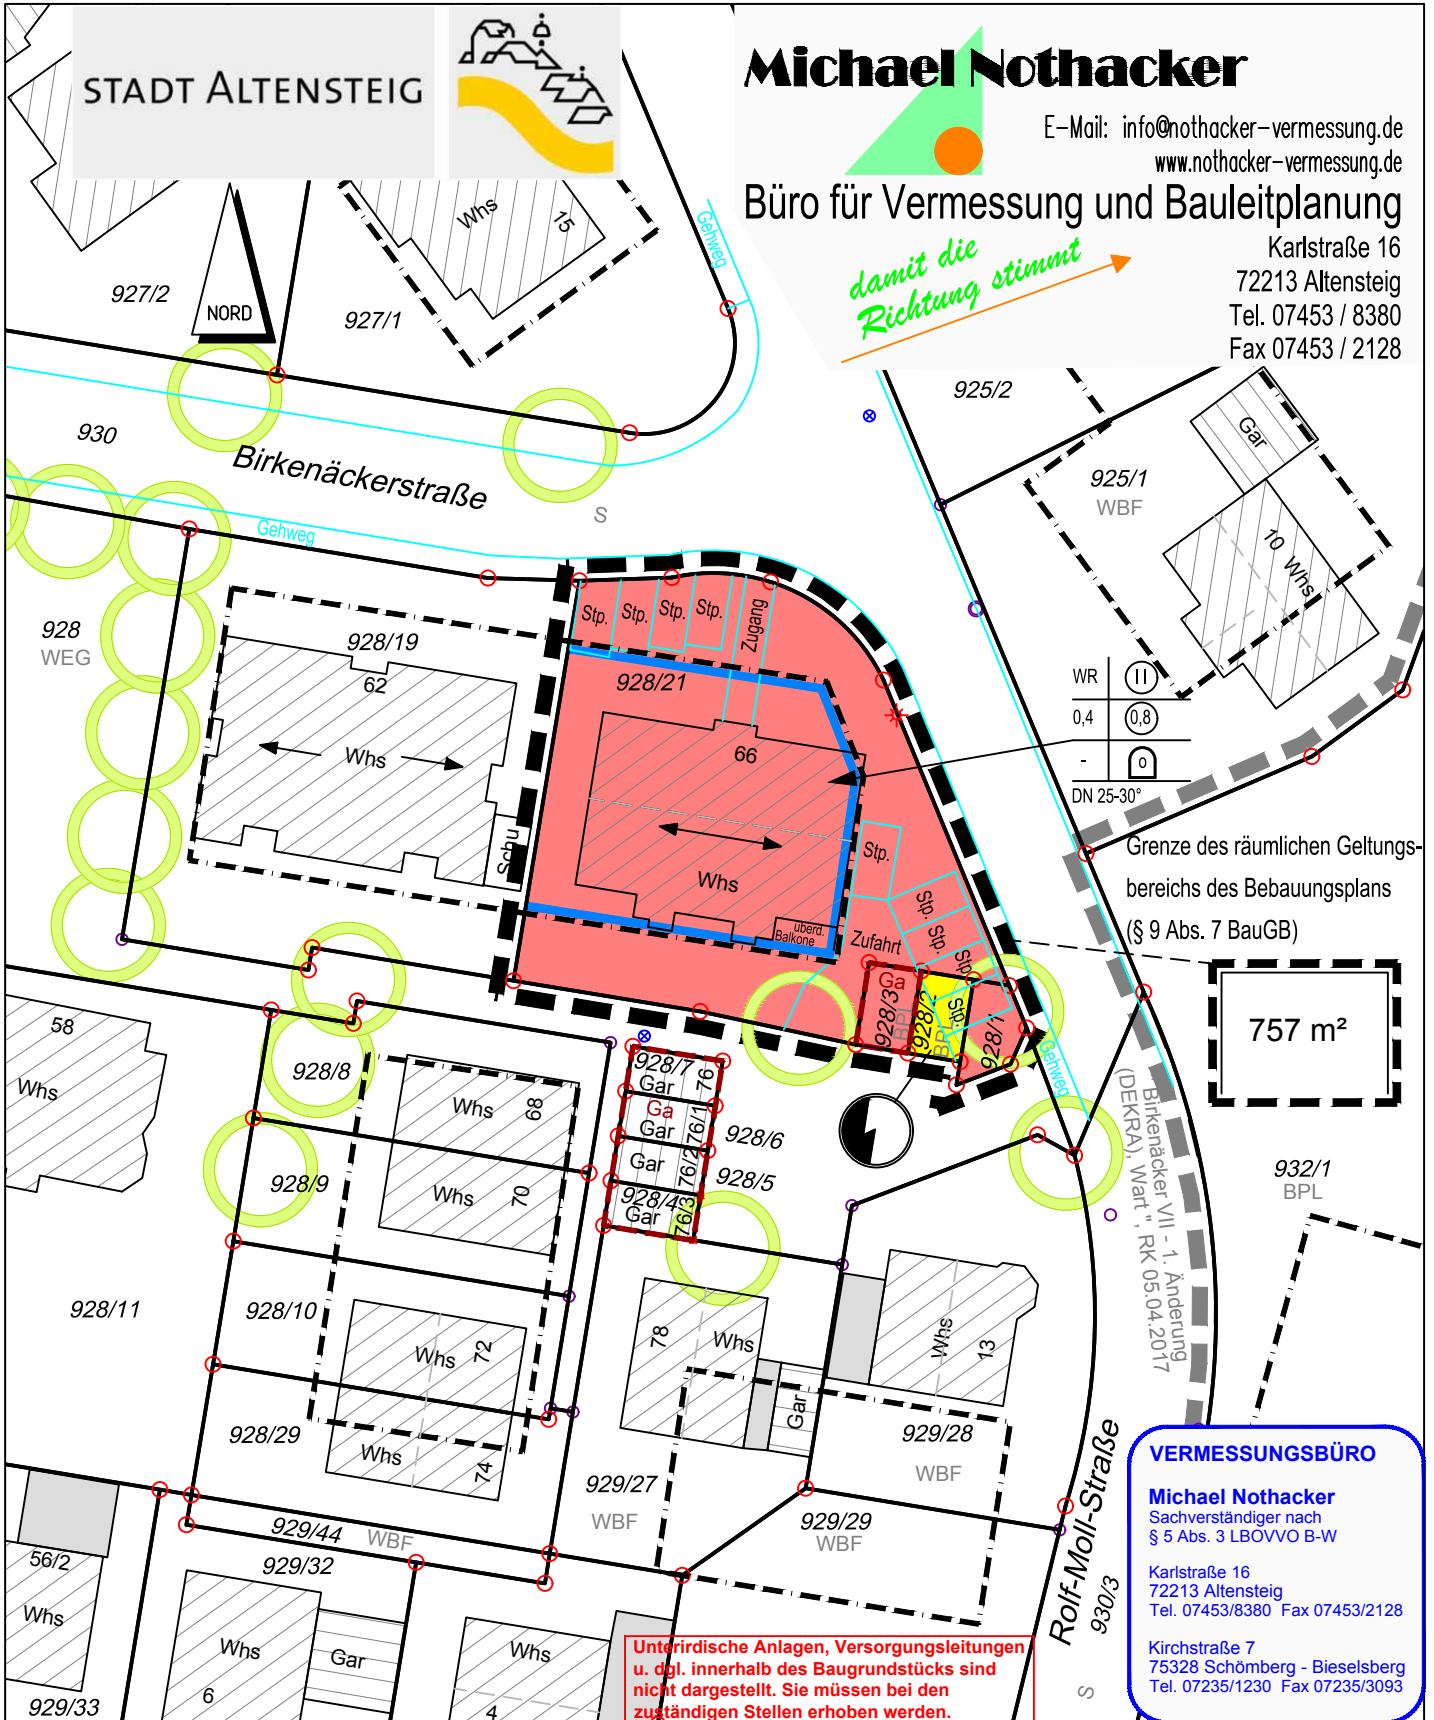 STADT ALTENSTEIG
Michael Nothacker
E-Mail: info@nothacker-vermessung.de
www.nothacker-vermessung.de
Büro für Vermessung und Bauleitplanung
damit die
Richtung stimmt
Karlstraße 16
72213 Altensteig
Tel. 07453 / 8380
Fax 07453 / 2128
Whs
15
Gehweg
927/2
NORD
927/1
925/2
Gar
930
Birkenäckerstraße
S
925/1
WBF
10 Whs
Gehweg
928
WEG
928/19
62
Whs
Schu
Stp.
Stp.
Stp.
Stp.
Zugang
928/21
66
Whs
überd.
Balkone
Stp.
Stp.
Stp.
Stp.
Zufahrt
WR
II
0,4
0,8
-
0
DN 25-30°
Grenze des räumlichen Geltungs-
bereichs des Bebauungsplans
(§ 9 Abs. 7 BauGB)
757 m²
Ga
928/3
BPL
928/2
BPL
Stp.
928/1
Gehweg
58
Whs
928/8
Whs
68
928/7
Gar
76
Ga
Gar
76/1
Gar
76/2
928/4
Gar
76/3
928/6
928/5
928/9
Whs
70
"Birkenäcker VII - 1. Änderung
(DEKRA), Wart", RK 05.04.2017
932/1
BPL
928/11
928/10
Whs
72
78
Whs
Whs
13
Gar
928/29
Whs
74
929/28
WBF
929/27
WBF
929/29
WBF
929/44
WBF
929/32
56/2
Whs
929/33
Whs
6
Gar
Whs
4
Rolf-Moll-Straße
930/3
S
Unterirdische Anlagen, Versorgungsleitungen
u. dgl. innerhalb des Baugrundstücks sind
nicht dargestellt. Sie müssen bei den
zuständigen Stellen erhoben werden.
VERMESSUNGSBÜRO
Michael Nothacker
Sachverständiger nach
§ 5 Abs. 3 LBOVVO B-W
Karlstraße 16
72213 Altensteig
Tel. 07453/8380 Fax 07453/2128
Kirchstraße 7
75328 Schömberg - Bieselsberg
Tel. 07235/1230 Fax 07235/3093